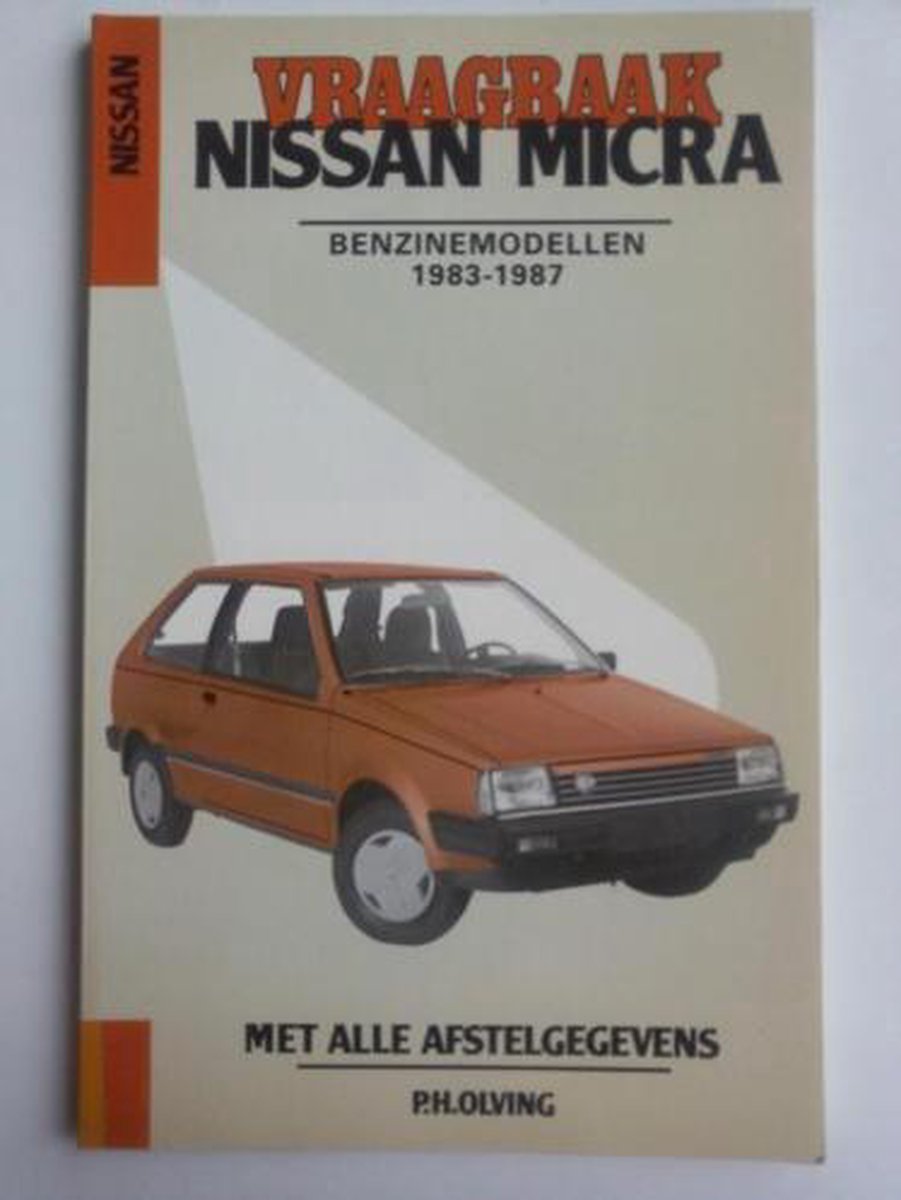 NISSAN
VRAAGBAAK
NISSAN MICRA
BENZINEMODELLEN
1983-1987
MET ALLE AFSTELGEGEVENS
P.H.OLVING